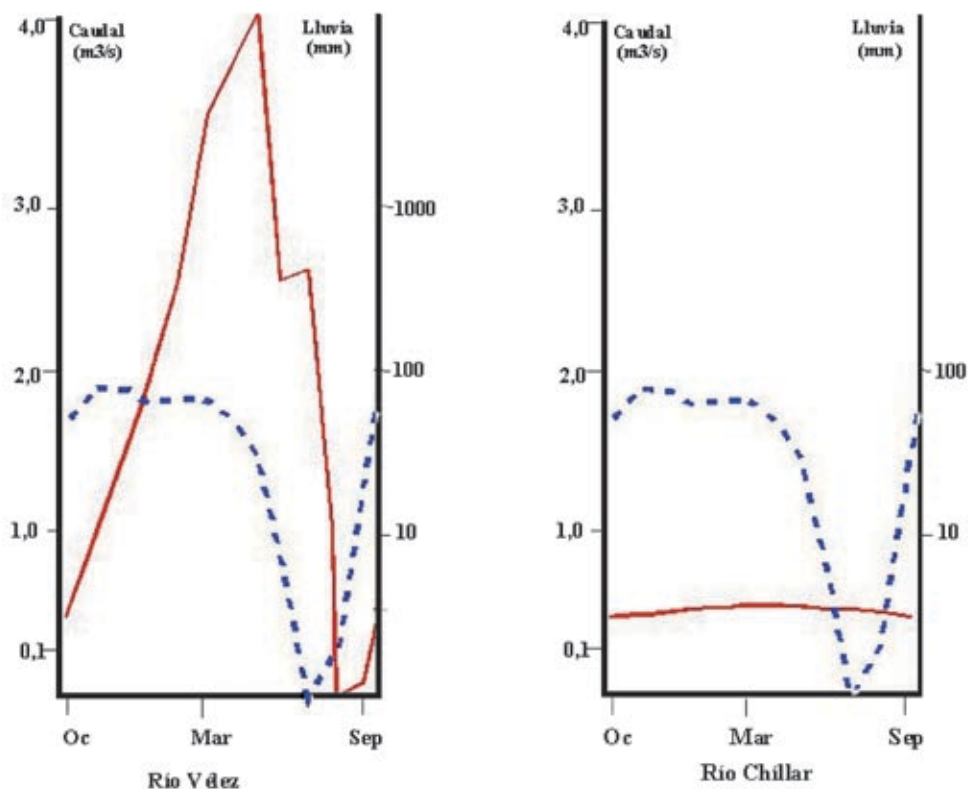 4,0
Caudal
(m3/s)
Lluvia
(mm)
3,0
1000
2,0
100
1,0
10
0,1
Oc
Mar
Sep
Río Vélez
4,0
Caudal
(m3/s)
Lluvia
(mm)
3,0
2,0
100
1,0
10
0,1
Oc
Mar
Sep
Río Chíllar